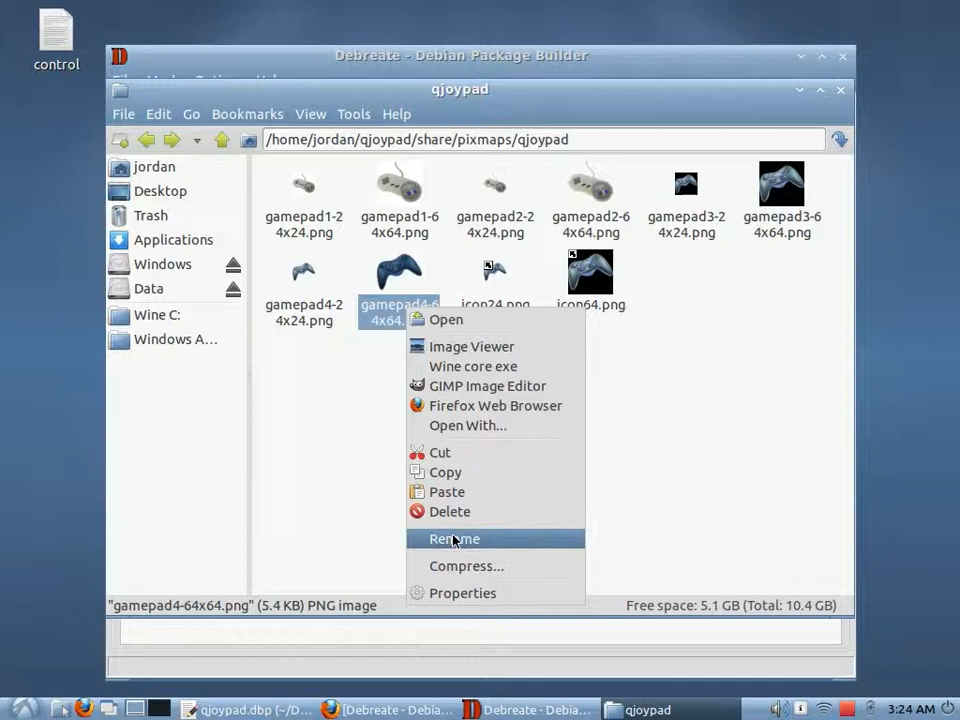 control
Debreate - Debian Package Builder
qjoypad
File Edit Go Bookmarks View Tools Help
/home/jordan/qjoypad/share/pixmaps/qjoypad
jordan
Desktop
Trash
Applications
Windows
Data
Wine C:
Windows A...
gamepad1-2
4x24.png
gamepad1-6
4x64.png
gamepad2-2
4x24.png
gamepad2-6
4x64.png
gamepad3-2
4x24.png
gamepad3-6
4x64.png
gamepad4-2
4x24.png
gamepad4-6
4x64.
icon24.png
icon64.png
Open
Image Viewer
Wine core exe
GIMP Image Editor
Firefox Web Browser
Open With...
Cut
Copy
Paste
Delete
Rename
Compress...
Properties
"gamepad4-64x64.png" (5.4 KB) PNG image
Free space: 5.1 GB (Total: 10.4 GB)
qjoypad.dbp (~/D...
[Debreate - Debia...
Debreate - Debia...
qjoypad
3:24 AM